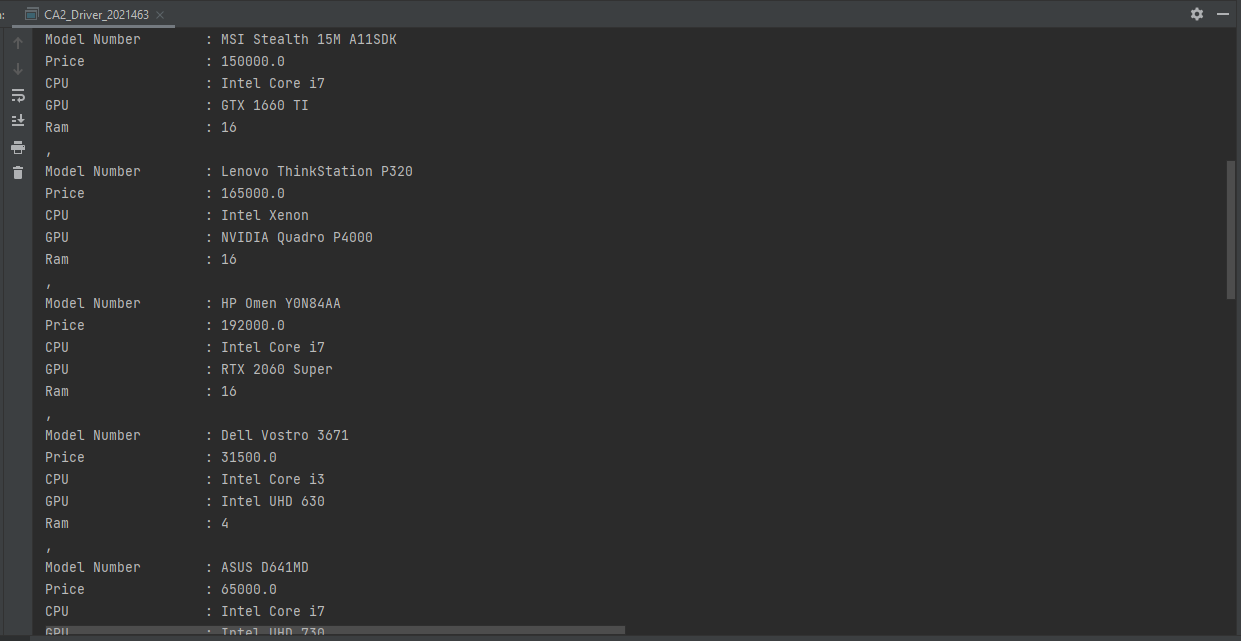 CA2_Driver_2021463
Model Number : MSI Stealth 15M A11SDK
Price : 150000.0
CPU : Intel Core i7
GPU : GTX 1660 TI
Ram : 16
,
Model Number : Lenovo ThinkStation P320
Price : 165000.0
CPU : Intel Xenon
GPU : NVIDIA Quadro P4000
Ram : 16
,
Model Number : HP Omen Y0N84AA
Price : 192000.0
CPU : Intel Core i7
GPU : RTX 2060 Super
Ram : 16
,
Model Number : Dell Vostro 3671
Price : 31500.0
CPU : Intel Core i3
GPU : Intel UHD 630
Ram : 4
,
Model Number : ASUS D641MD
Price : 65000.0
CPU : Intel Core i7
GPU : Intel UHD 730